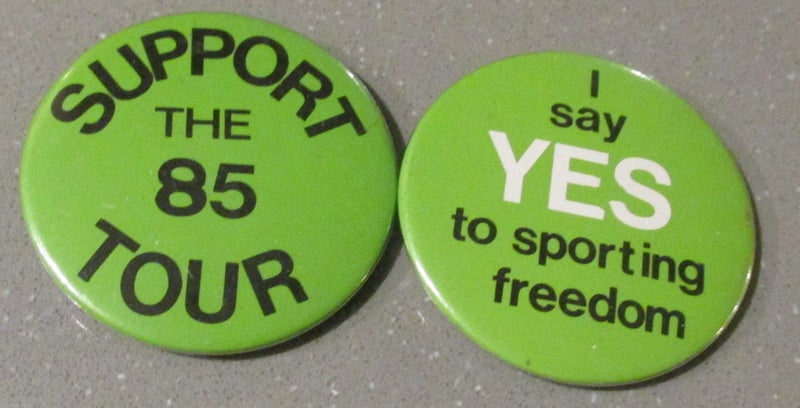 SUPPORT
THE
85
TOUR
I
say
YES
to sporting
freedom